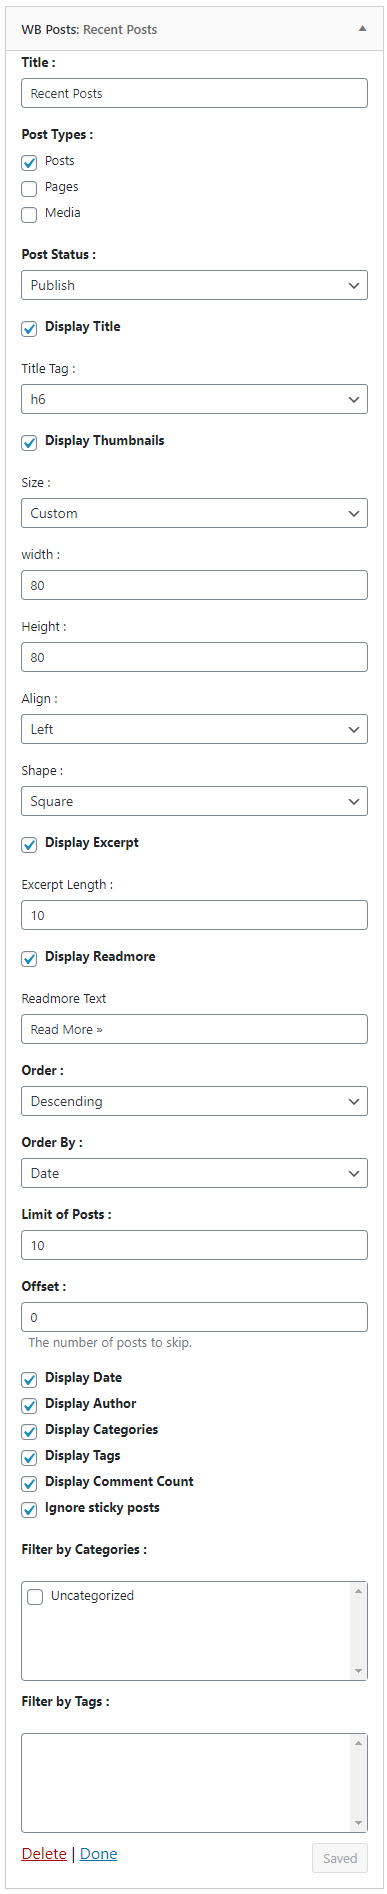 WB Posts: Recent Posts
Title :
Recent Posts
Post Types :
Posts
Pages
Media
Post Status :
Publish
Display Title
Title Tag :
h6
Display Thumbnails
Size :
Custom
width :
80
Height :
80
Align :
Left
Shape :
Square
Display Excerpt
Excerpt Length :
10
Display Readmore
Readmore Text
Read More »
Order :
Descending
Order By :
Date
Limit of Posts :
10
Offset :
0
The number of posts to skip.
Display Date
Display Author
Display Categories
Display Tags
Display Comment Count
Ignore sticky posts
Filter by Categories :
Uncategorized
Filter by Tags :
Delete | Done Saved